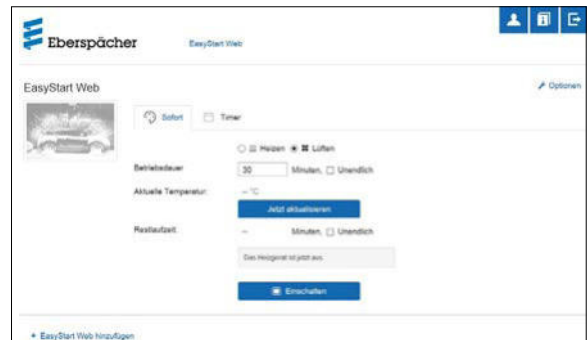 Eberspächer
EasyStart Web
EasyStart Web
Optionen
Sofort Timer
Heizen Lüften
Betriebsdauer 30 Minuten, Unendlich
Aktuelle Temperatur: -- °C
Jetzt aktualisieren
Restlaufzeit: -- Minuten, Unendlich
Das Heizgerät ist jetzt aus.
Einschalten
+ EasyStart Web hinzufügen